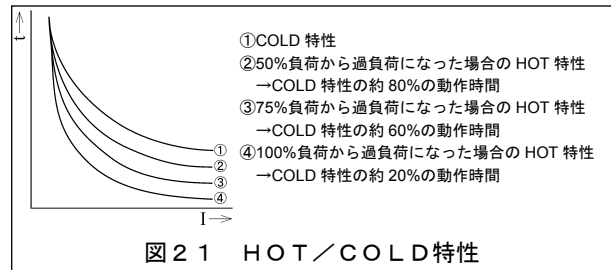 t
①COLD 特性
②50%負荷から過負荷になった場合の HOT 特性
→COLD 特性の約 80%の動作時間
③75%負荷から過負荷になった場合の HOT 特性
→COLD 特性の約 60%の動作時間
④100%負荷から過負荷になった場合の HOT 特性
→COLD 特性の約 20%の動作時間
①
②
③
④
I
図21 HOT/COLD特性